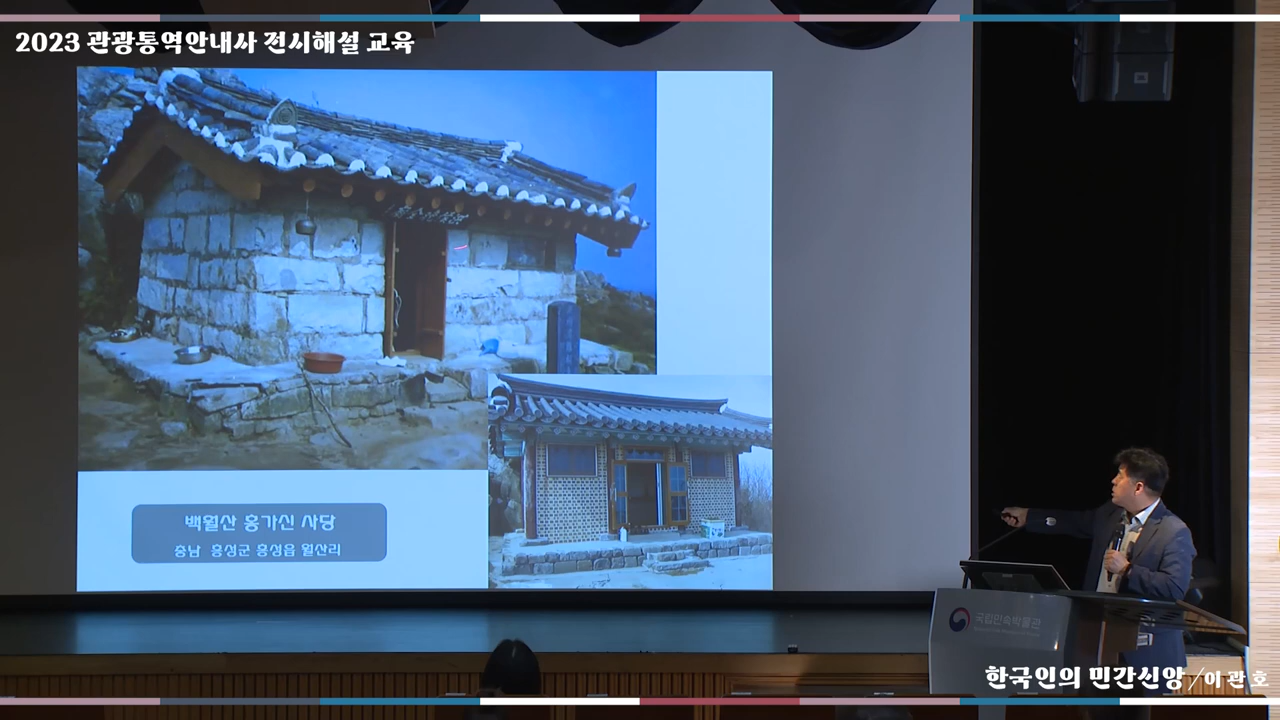 2023 관광통역안내사 전시해설 교육
백월산 홍가신 사당
충남 홍성군 홍성읍 월산리
국립민속박물관
한국인의 민간신앙/이관호